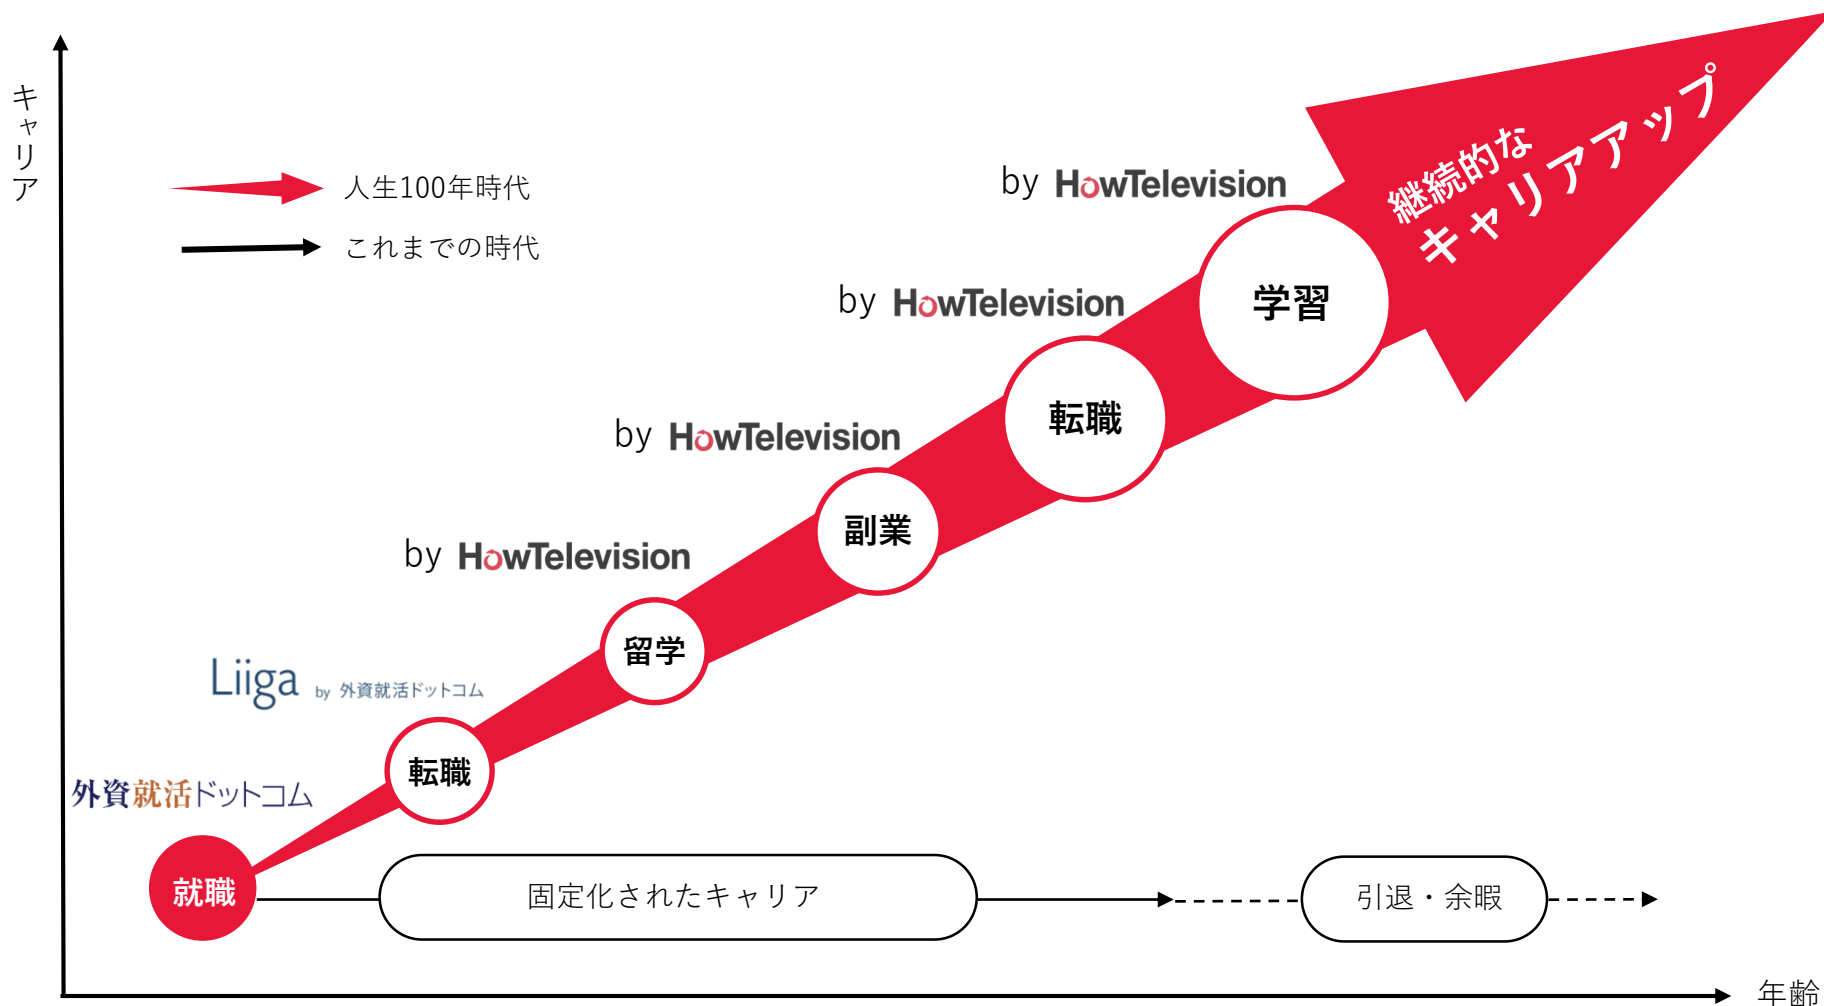 キャリア
人生100年時代
これまでの時代
継続的な
キャリアアップ
by HowTelevision
学習
by HowTelevision
転職
by HowTelevision
副業
by HowTelevision
留学
Liiga by 外資就活ドットコム
転職
外資就活ドットコム
就職
固定化されたキャリア
引退・余暇
年齢